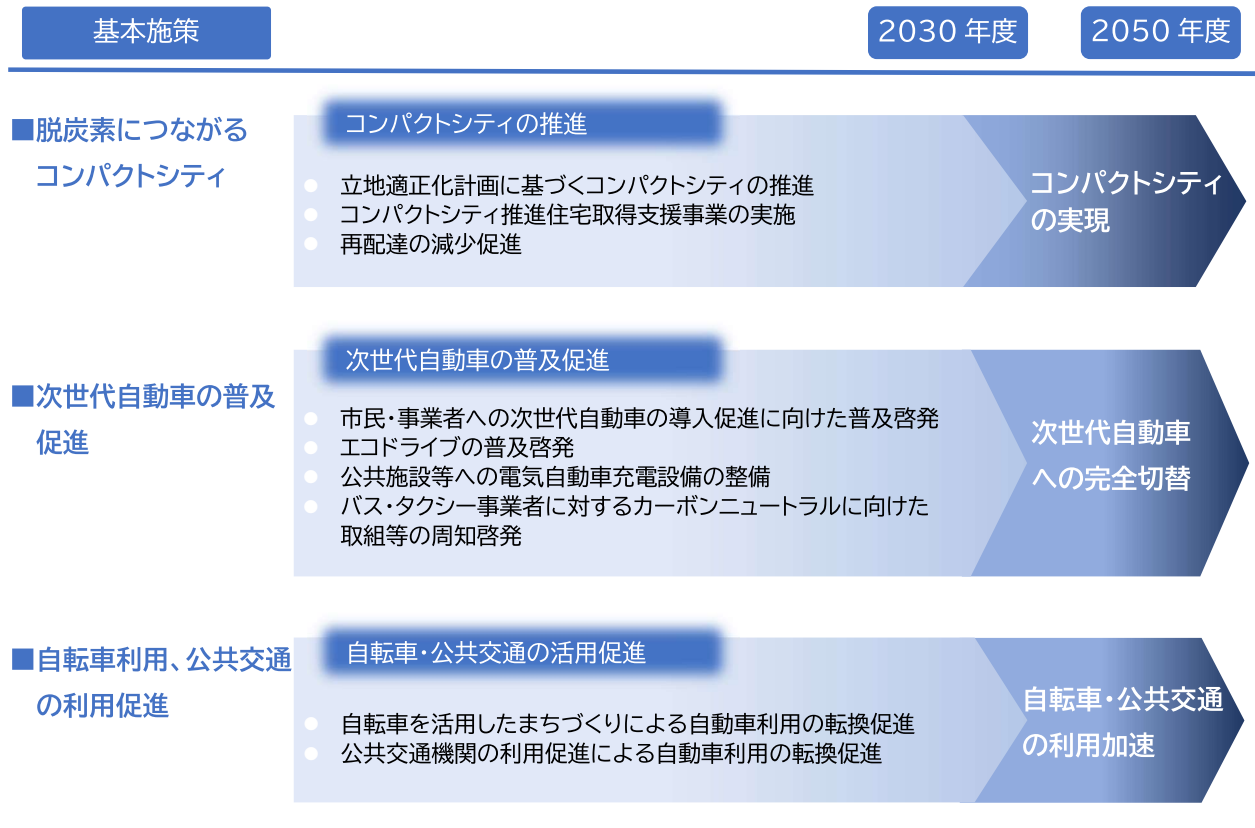 基本施策
2030 年度
2050 年度
■脱炭素につながる
コンパクトシティ
コンパクトシティの推進
立地適正化計画に基づくコンパクトシティの推進
コンパクトシティ推進住宅取得支援事業の実施
再配達の減少促進
コンパクトシティ
の実現
■次世代自動車の普及
促進
次世代自動車の普及促進
市民・事業者への次世代自動車の導入促進に向けた普及啓発
エコドライブの普及啓発
公共施設等への電気自動車充電設備の整備
バス・タクシー事業者に対するカーボンニュートラルに向けた
取組等の周知啓発
次世代自動車
への完全切替
■自転車利用、公共交通
の利用促進
自転車・公共交通の活用促進
自転車を活用したまちづくりによる自動車利用の転換促進
公共交通機関の利用促進による自動車利用の転換促進
自転車・公共交通
の利用加速